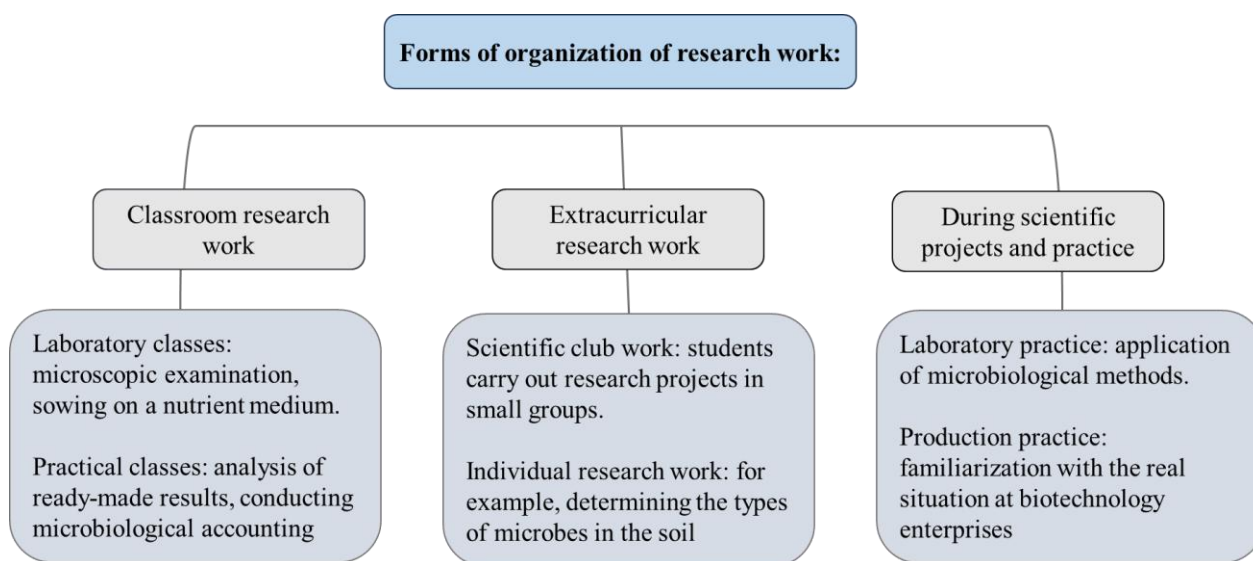 Forms of organization of research work:
Classroom research
work
Extracurricular
research work
During scientific
projects and practice
Laboratory classes:
microscopic examination,
sowing on a nutrient medium.
Practical classes: analysis of
ready-made results, conducting
microbiological accounting
Scientific club work: students
carry out research projects in
small groups.
Individual research work: for
example, determining the types
of microbes in the soil
Laboratory practice: application
of microbiological methods.
Production practice:
familiarization with the real
situation at biotechnology
enterprises